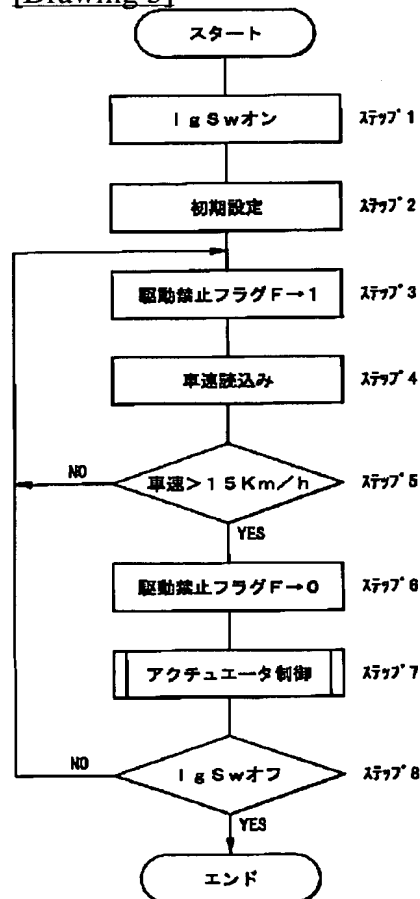 [Drawing 3]
スタート
IgSwオン ステップ1
初期設定 ステップ2
駆動禁止フラグF→1 ステップ3
車速読込み ステップ4
NO 車速>15Km/h ステップ5
YES
駆動禁止フラグF→0 ステップ6
アクチュエータ制御 ステップ7
NO IgSwオフ ステップ8
YES
エンド